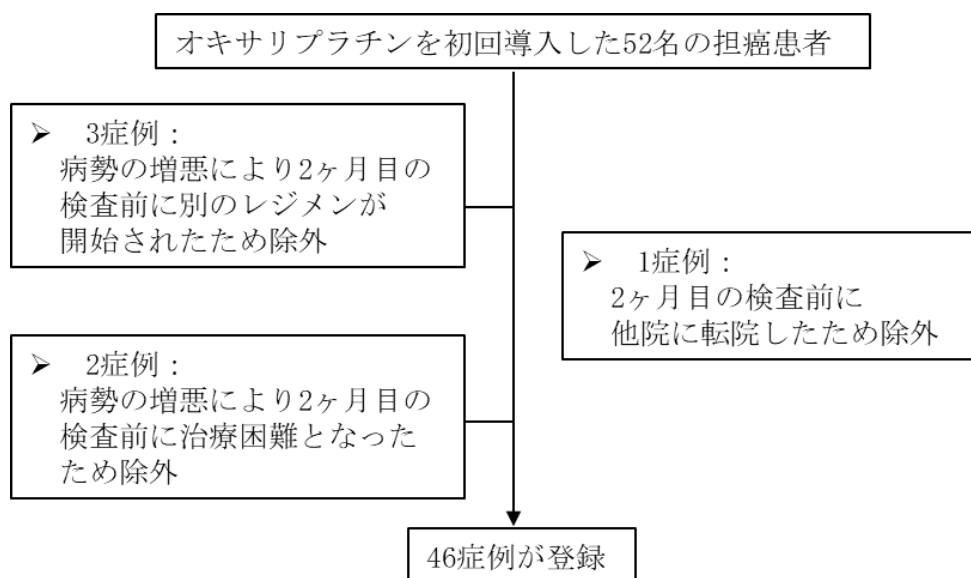 オキサリプラチンを初回導入した52名の担癌患者
➢ 3症例：
病勢の増悪により2ヶ月目の
検査前に別のレジメンが
開始されたため除外
➢ 1症例：
2ヶ月目の検査前に
他院に転院したため除外
➢ 2症例：
病勢の増悪により2ヶ月目の
検査前に治療困難となった
ため除外
46症例が登録